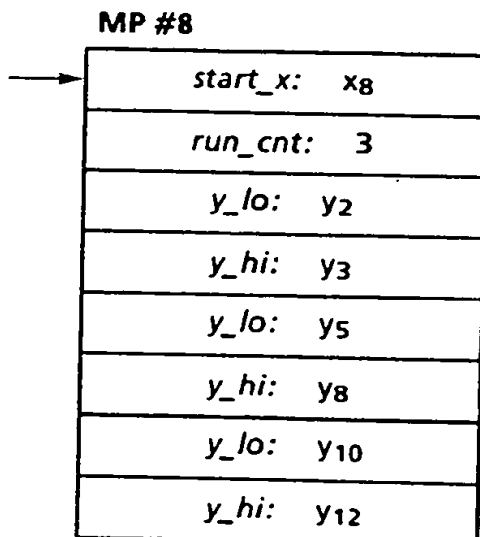 MP #8
start_x: x8
run_cnt: 3
y_lo: y2
y_hi: y3
y_lo: y5
y_hi: y8
y_lo: y10
y_hi: y12